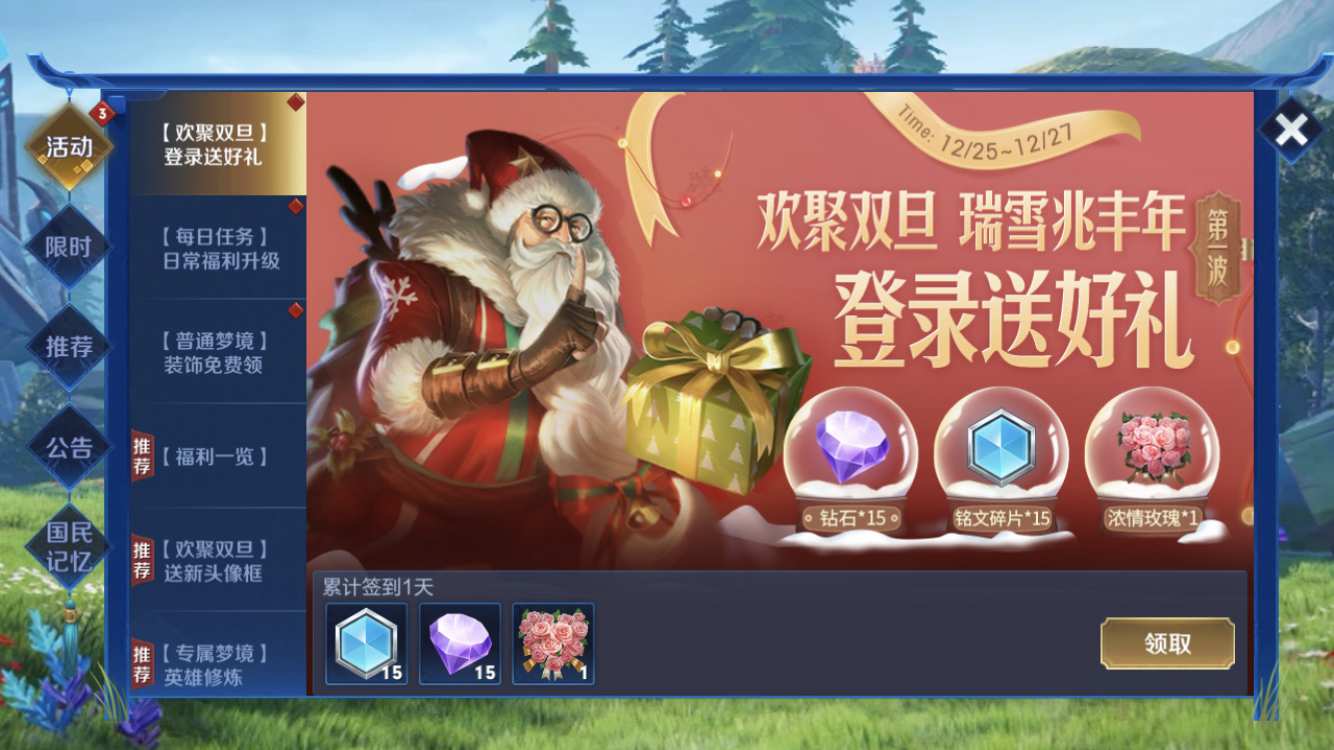 3
活动
限时
推荐
公告
国民
记忆
【欢聚双旦】
登录送好礼
【每日任务】
日常福利升级
【普通梦境】
装饰免费领
推荐
【福利一览】
推荐
【欢聚双旦】
送新头像框
推荐
【专属梦境】
英雄修炼
Time: 12/25~12/27
欢聚双旦 瑞雪兆丰年
第一波
登录送好礼
钻石*15
铭文碎片*15
浓情玫瑰*1
累计签到1天
15
15
1
领取